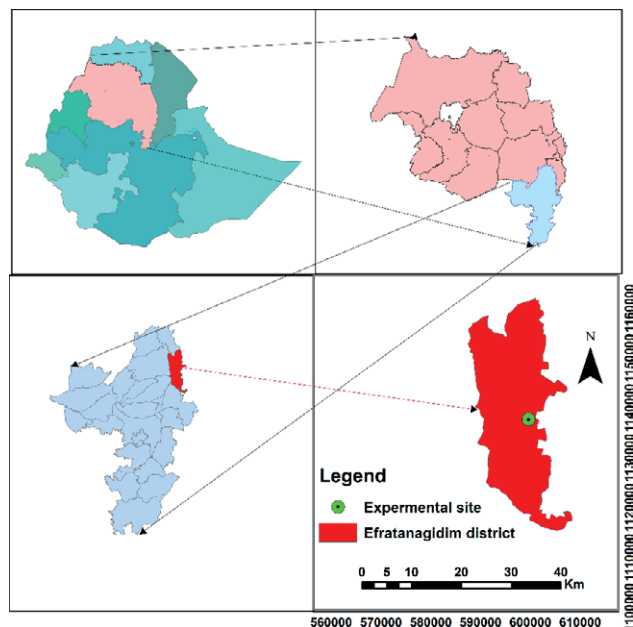 N
Legend
Expermental site
Efratanagidim district
0 5 10 20 30 40
Km
560000 570000 580000 590000 600000 610000
1100000 1110000 1120000 1130000 1140000 1150000 1160000